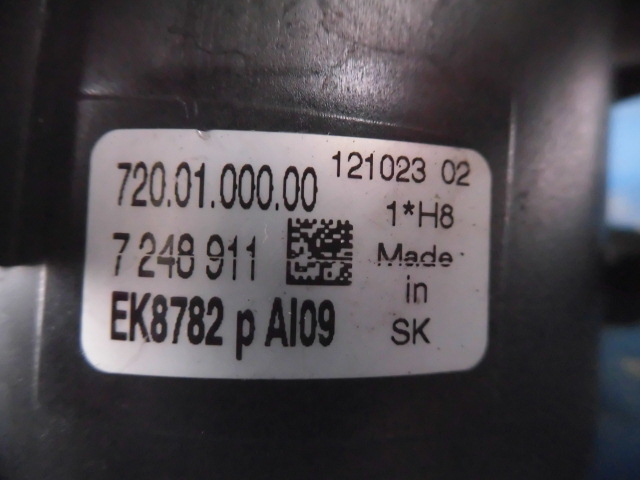 720.01.000.00
121023 02
1*H8
7 248 911
Made
in
EK8782 p AI09
SK